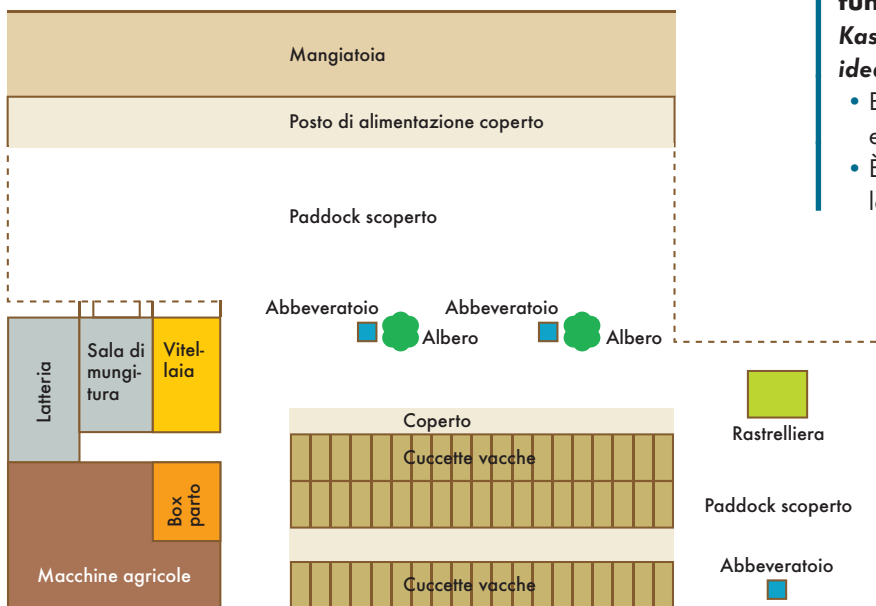 Mangiatoia
Posto di alimentazione coperto
Paddock scoperto
Abbeveratoio
Abbeveratoio
Albero
Albero
Latteria
Sala di
mungi-
tura
Vitel-
laia
Coperto
Cuccette vacche
Rastrelliera
Box
parto
Paddock scoperto
Macchine agricole
Cuccette vacche
Abbeveratoio
Kas
• E
e
• È
l